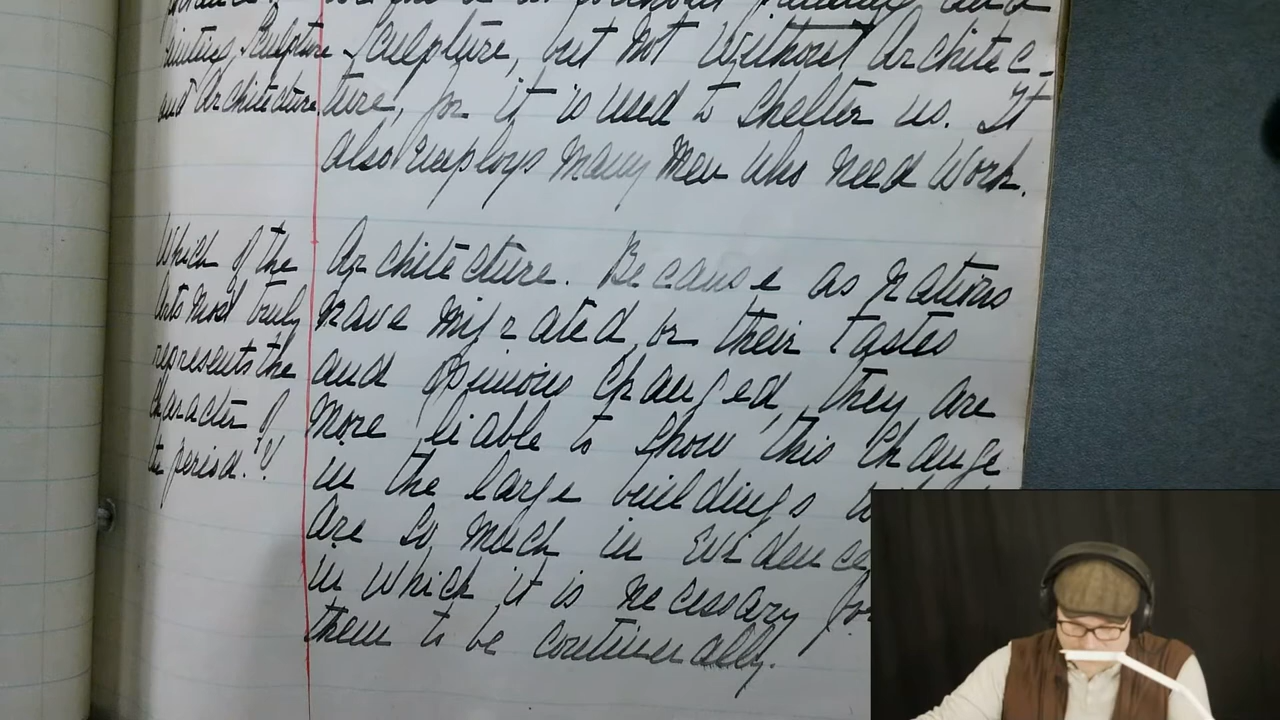 Painting, Sculpture
and Architecture.
Sculpture, but not without Architec-
ture, for it is used to shelter us. It
also employs many men who need work.
Which of the
Arts most truly
represents the
Character of
the period.?
Architecture. Because as nations
have migrated, or their tastes
and opinions changed, they are
more liable to show this change
in the large buildings
are so much in evidence
in which it is necessary for
them to be continually.